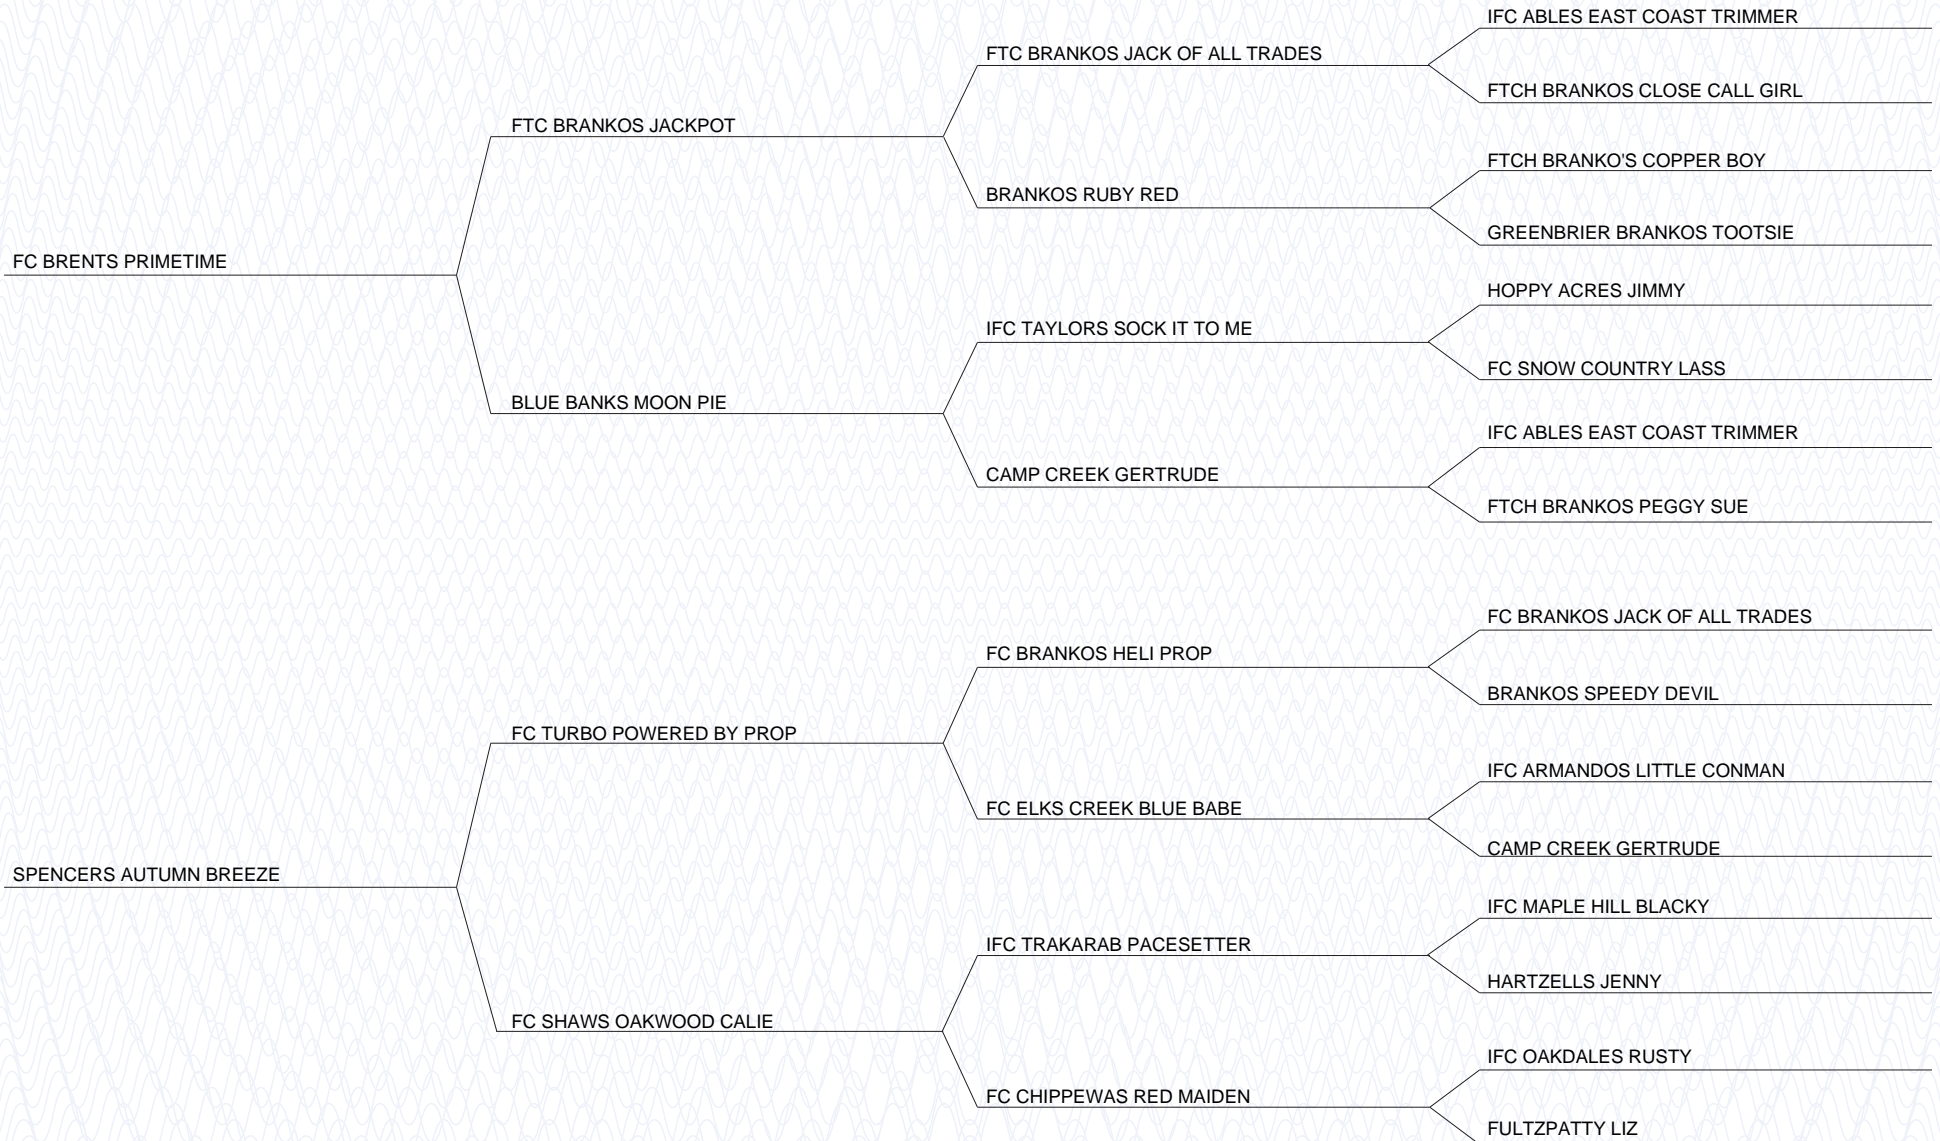 IFC ABLES EAST COAST TRIMMER
FTC BRANKOS JACK OF ALL TRADES
FTCH BRANKOS CLOSE CALL GIRL
FTC BRANKOS JACKPOT
FTCH BRANKO'S COPPER BOY
BRANKOS RUBY RED
GREENBRIER BRANKOS TOOTSIE
FC BRENTS PRIMETIME
HOPPY ACRES JIMMY
IFC TAYLORS SOCK IT TO ME
FC SNOW COUNTRY LASS
BLUE BANKS MOON PIE
IFC ABLES EAST COAST TRIMMER
CAMP CREEK GERTRUDE
FTCH BRANKOS PEGGY SUE
FC BRANKOS JACK OF ALL TRADES
FC BRANKOS HELI PROP
BRANKOS SPEEDY DEVIL
FC TURBO POWERED BY PROP
IFC ARMANDOS LITTLE CONMAN
FC ELKS CREEK BLUE BABE
CAMP CREEK GERTRUDE
SPENCERS AUTUMN BREEZE
IFC MAPLE HILL BLACKY
IFC TRAKARAB PACESETTER
HARTZELLS JENNY
FC SHAWS OAKWOOD CALIE
IFC OAKDALES RUSTY
FC CHIPPEWAS RED MAIDEN
FULTZPATTY LIZ